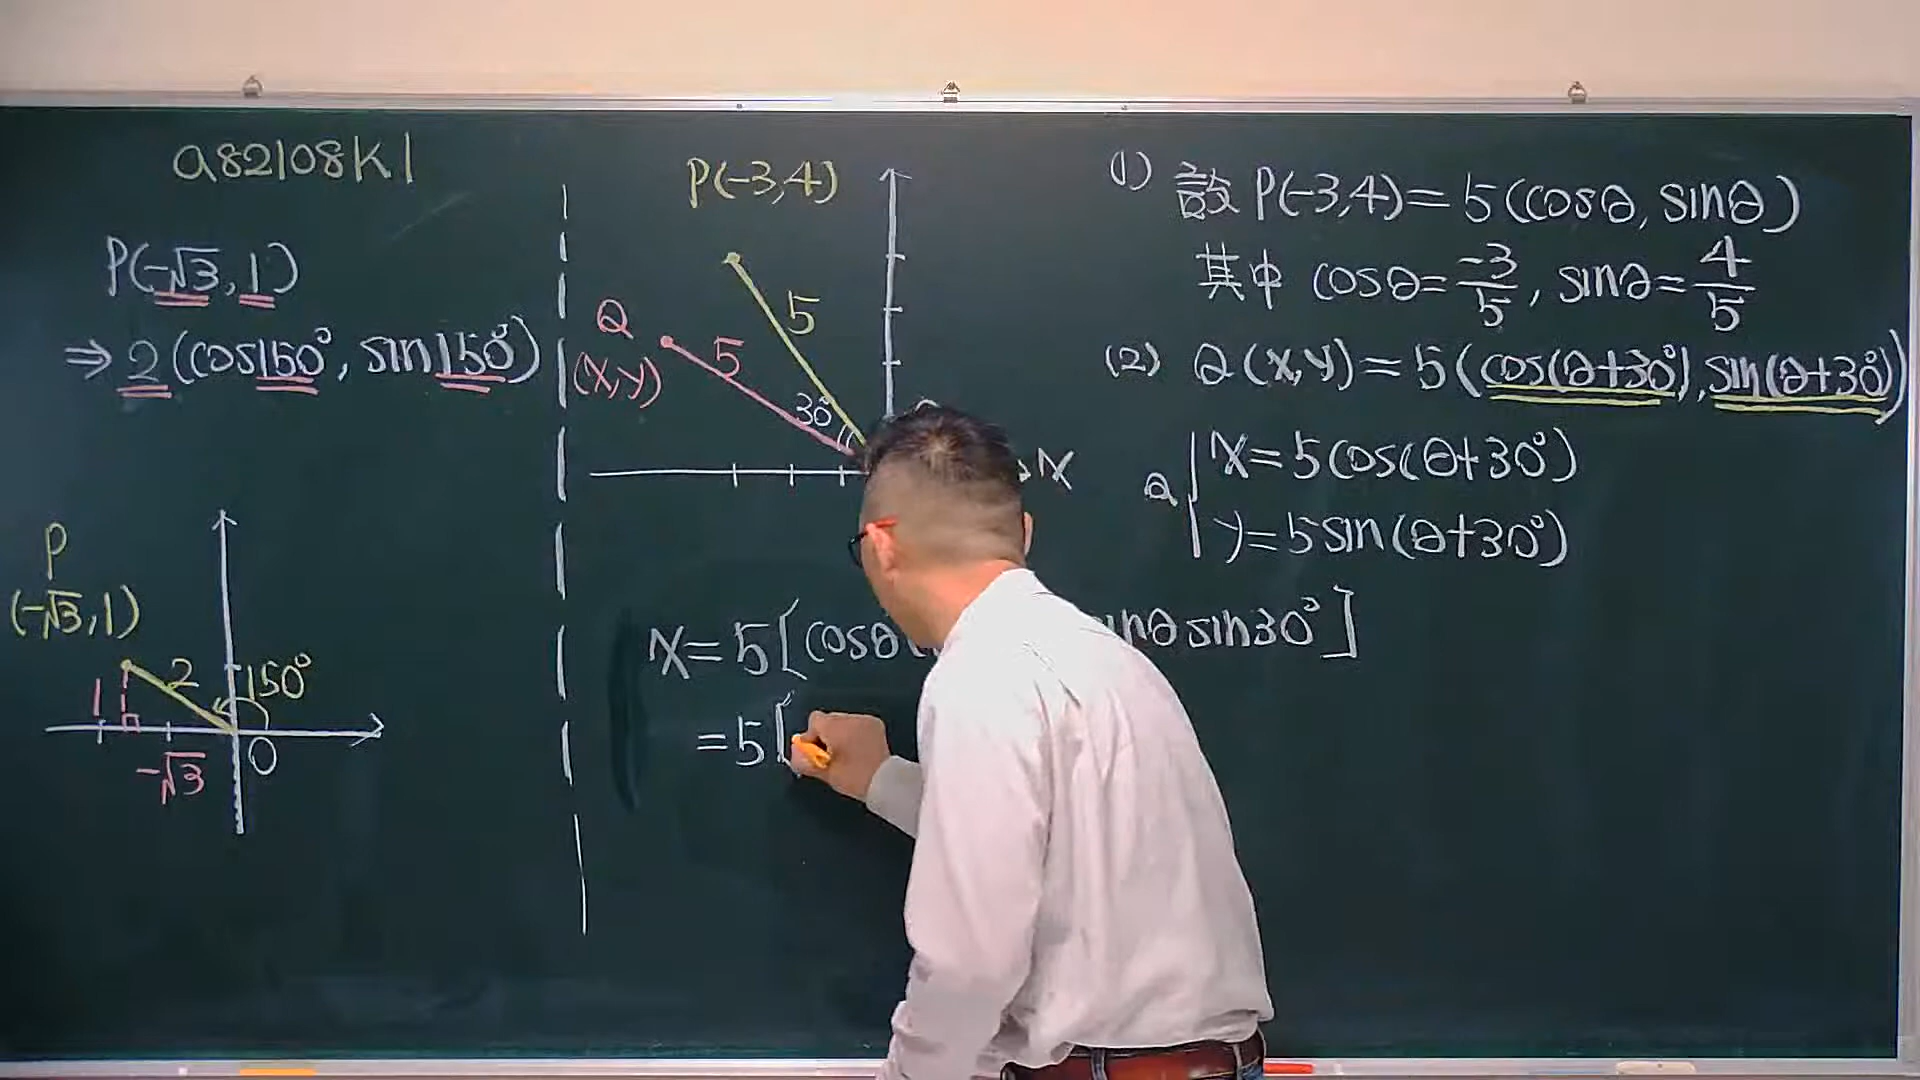 a82108K1
P(-√3,1)
⇒ 2(cos150°, sin150°)
P
(-√3,1)
1
2
150°
-√3
O
P(-3,4)
5
Q
(X,Y)
5
30°
X
(1) 設 P(-3,4)=5(cosθ, sinθ)
其中 cosθ=-3/5, sinθ=4/5
(2) Q(X,Y)=5(cos(θ+30°), sin(θ+30°))
Q
X=5cos(θ+30°)
Y=5sin(θ+30°)
X=5[cosθ sinθ sin30°]
=5[